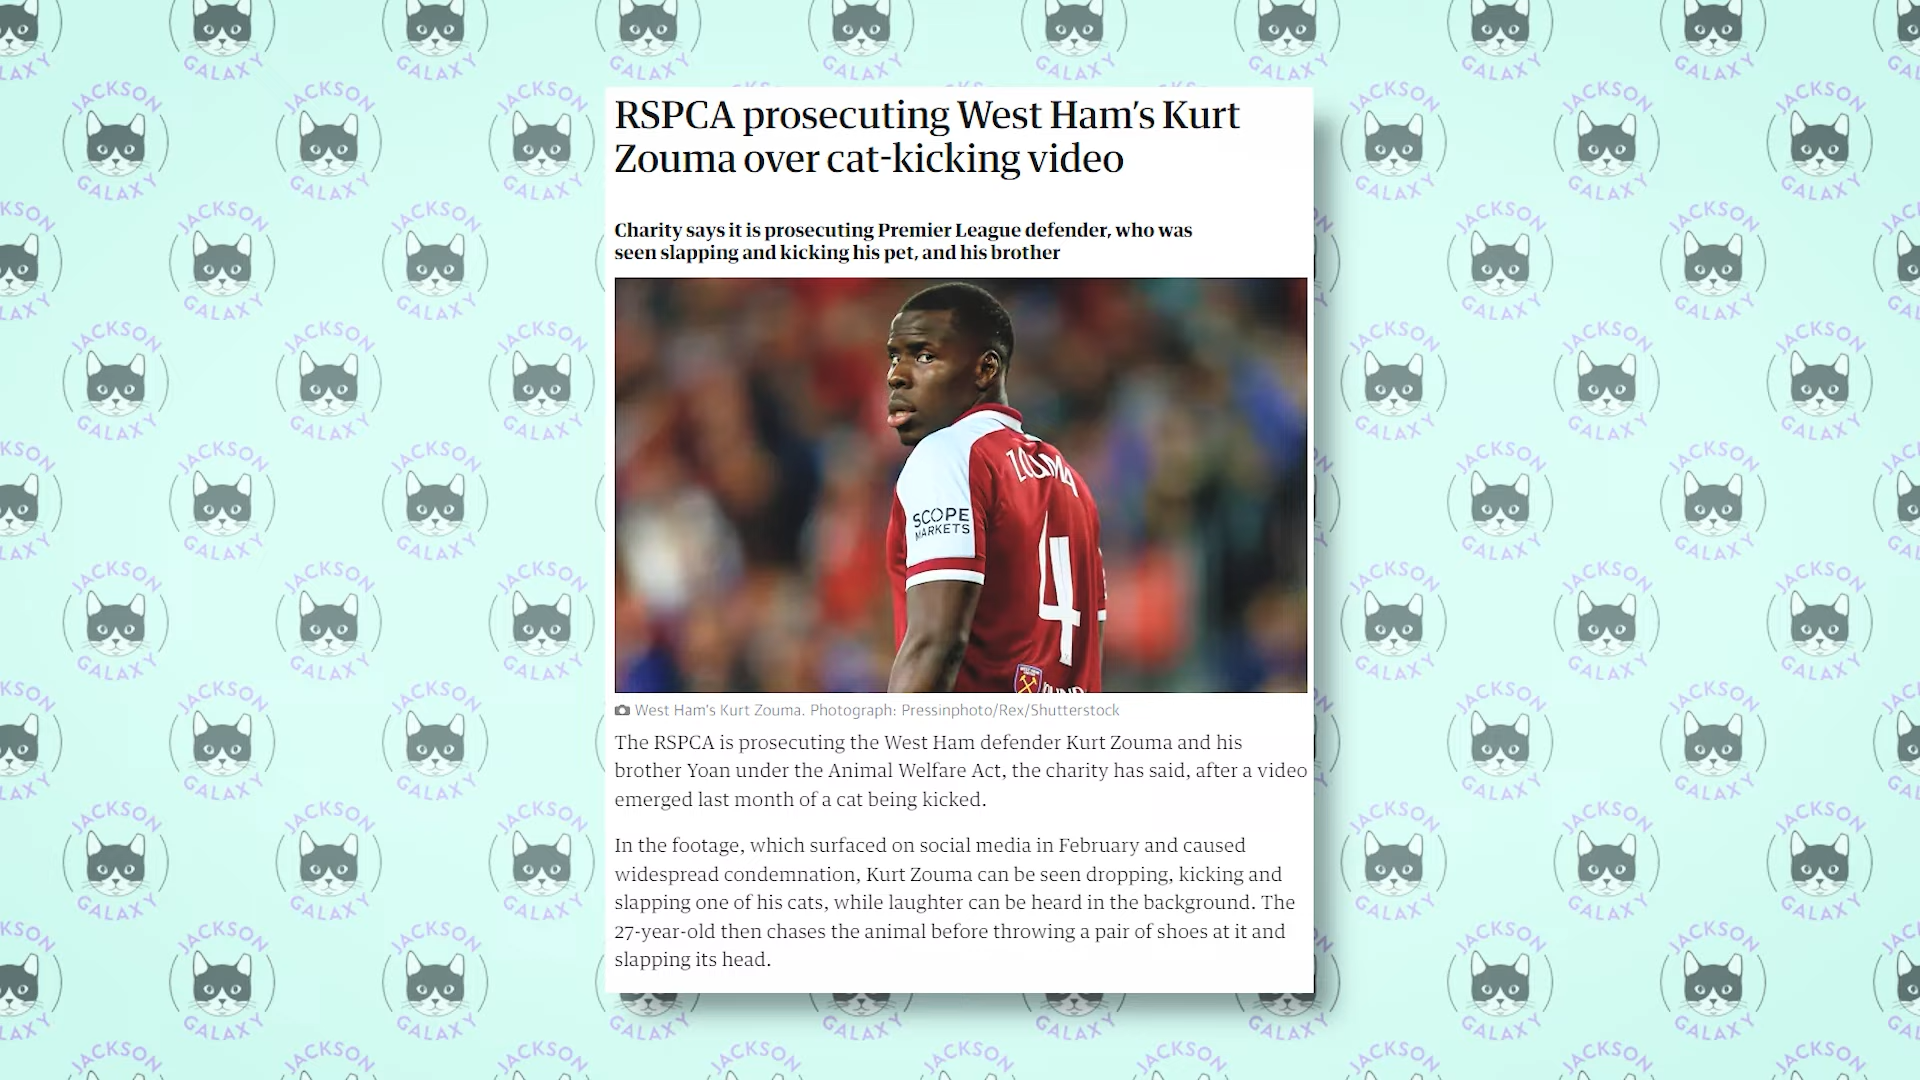 RSPCA prosecuting West Ham's Kurt
Zouma over cat-kicking video
Charity says it is prosecuting Premier League defender, who was
seen slapping and kicking his pet, and his brother
ZOUMA
SCOPE
MARKETS
4
West Ham's Kurt Zouma. Photograph: Pressinphoto/Rex/Shutterstock
The RSPCA is prosecuting the West Ham defender Kurt Zouma and his
brother Yoan under the Animal Welfare Act, the charity has said, after a video
emerged last month of a cat being kicked.
In the footage, which surfaced on social media in February and caused
widespread condemnation, Kurt Zouma can be seen dropping, kicking and
slapping one of his cats, while laughter can be heard in the background. The
27-year-old then chases the animal before throwing a pair of shoes at it and
slapping its head.
JACKSON
GALAXY